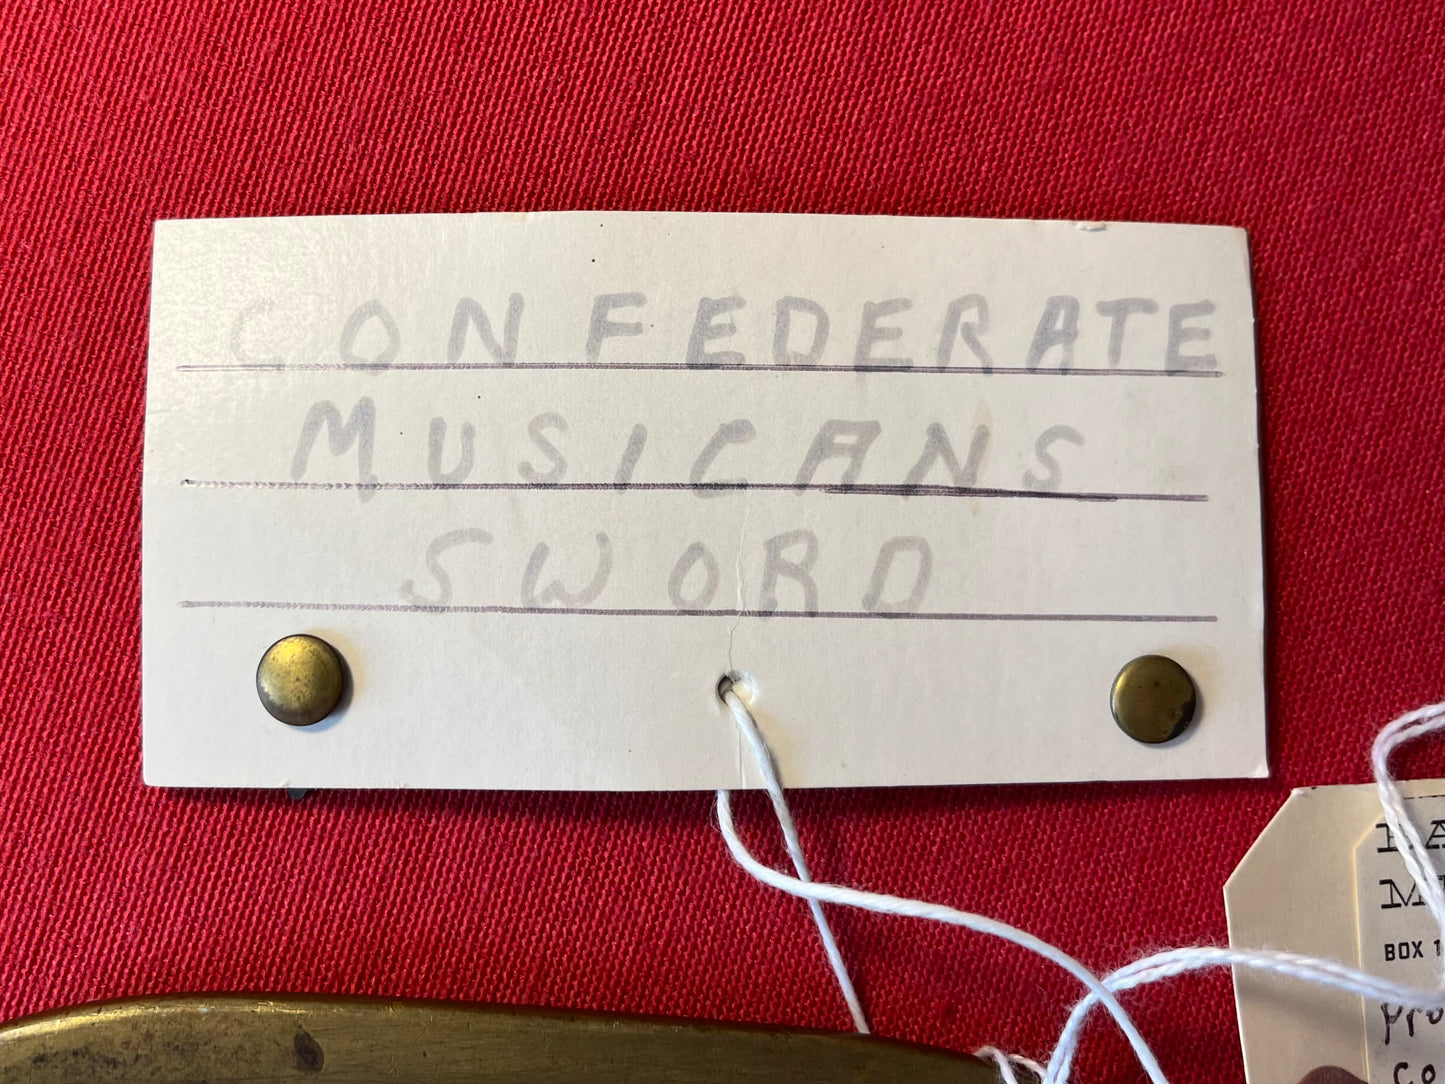 CONFEDERATE
MUSICANS
SWORD
BOX 1